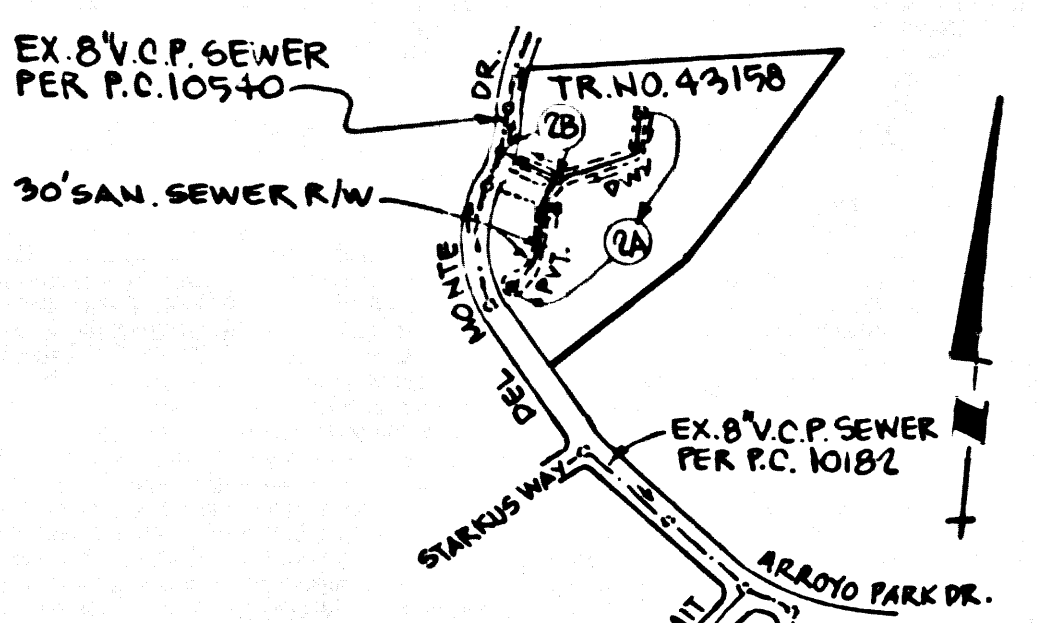 EX. 8" V.C.P. SEWER
PER P.C. 10540
DR.
TR. NO. 43158
2B
30' SAN. SEWER R/W
PWY
2A
PVT.
DEL MONTE
EX. 8" V.C.P. SEWER
PER P.C. 10182
STARKUS WAY
ARROYO PARK DR.
N